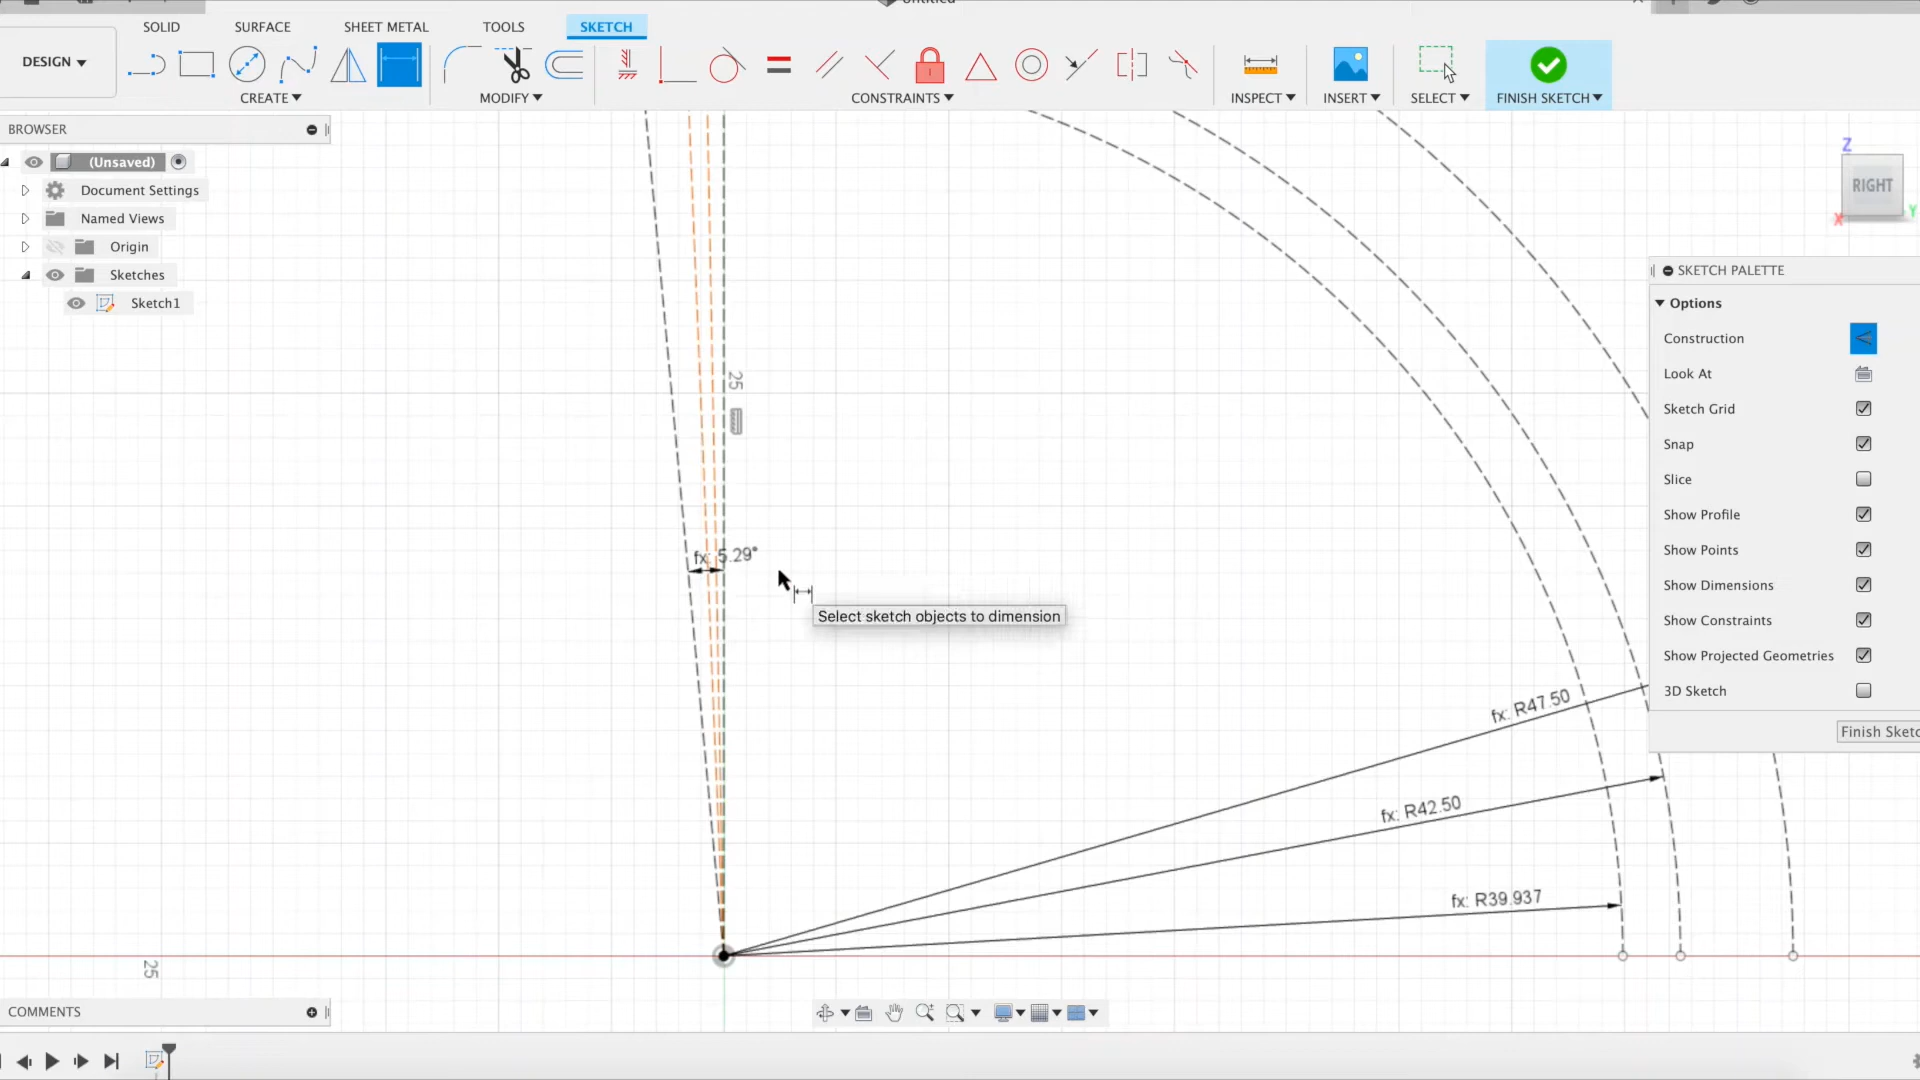 Untitled
SOLID
SURFACE
SHEET METAL
TOOLS
SKETCH
DESIGN
CREATE
MODIFY
CONSTRAINTS
INSPECT
INSERT
SELECT
FINISH SKETCH
BROWSER
(Unsaved)
Document Settings
Named Views
Origin
Sketches
Sketch1
Z
RIGHT
X
Y
SKETCH PALETTE
Options
Construction
Look At
Sketch Grid
Snap
Slice
Show Profile
Show Points
Show Dimensions
Show Constraints
Show Projected Geometries
3D Sketch
Finish Sketc
25
fx: 5.29°
Select sketch objects to dimension
fx: R47.50
fx: R42.50
fx: R39.937
25
COMMENTS